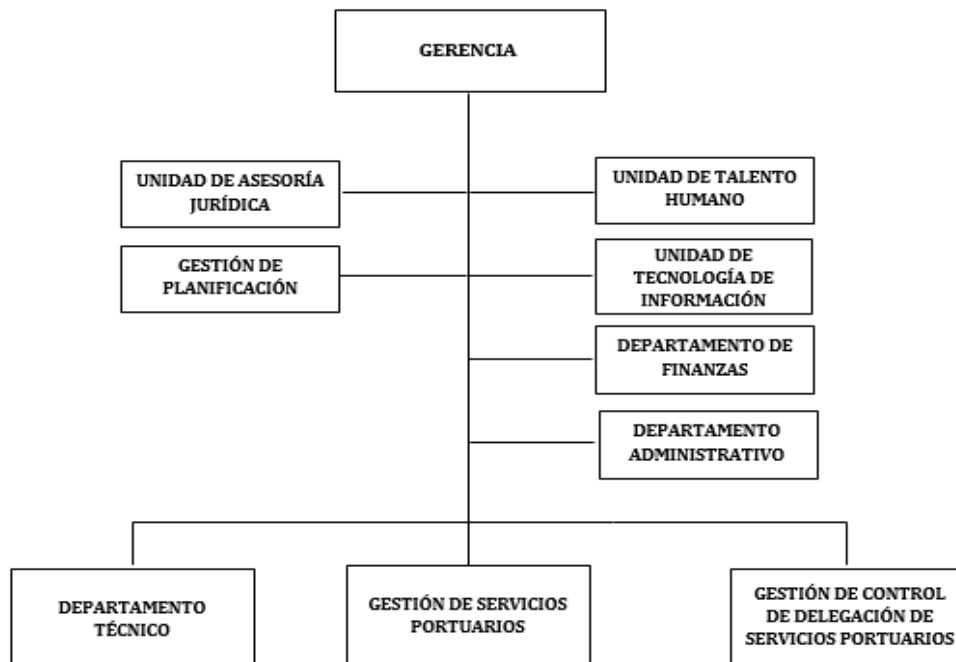 GERENCIA
UNIDAD DE ASESORÍA
JURÍDICA
UNIDAD DE TALENTO
HUMANO
GESTIÓN DE
PLANIFICACIÓN
UNIDAD DE
TECNOLOGÍA DE
INFORMACIÓN
DEPARTAMENTO DE
FINANZAS
DEPARTAMENTO
ADMINISTRATIVO
DEPARTAMENTO
TÉCNICO
GESTIÓN DE SERVICIOS
PORTUARIOS
GESTIÓN DE CONTROL
DE DELEGACIÓN DE
SERVICIOS PORTUARIOS